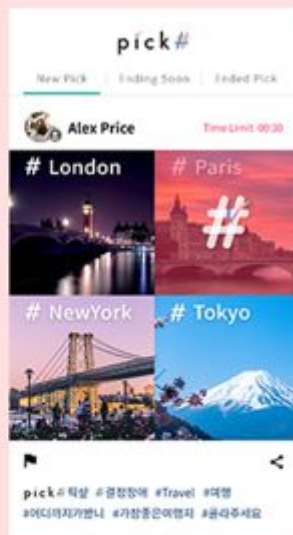 pick#
New Pick | Ending Soon | Ended Pick
Alex Price Time Limit 00:30
# London
# Paris
#
# NewYork
# Tokyo
pick# 픽샵 #결정장애 #Travel #여행
#어디까지가봤니 #가장좋은여행지 #골라주세요